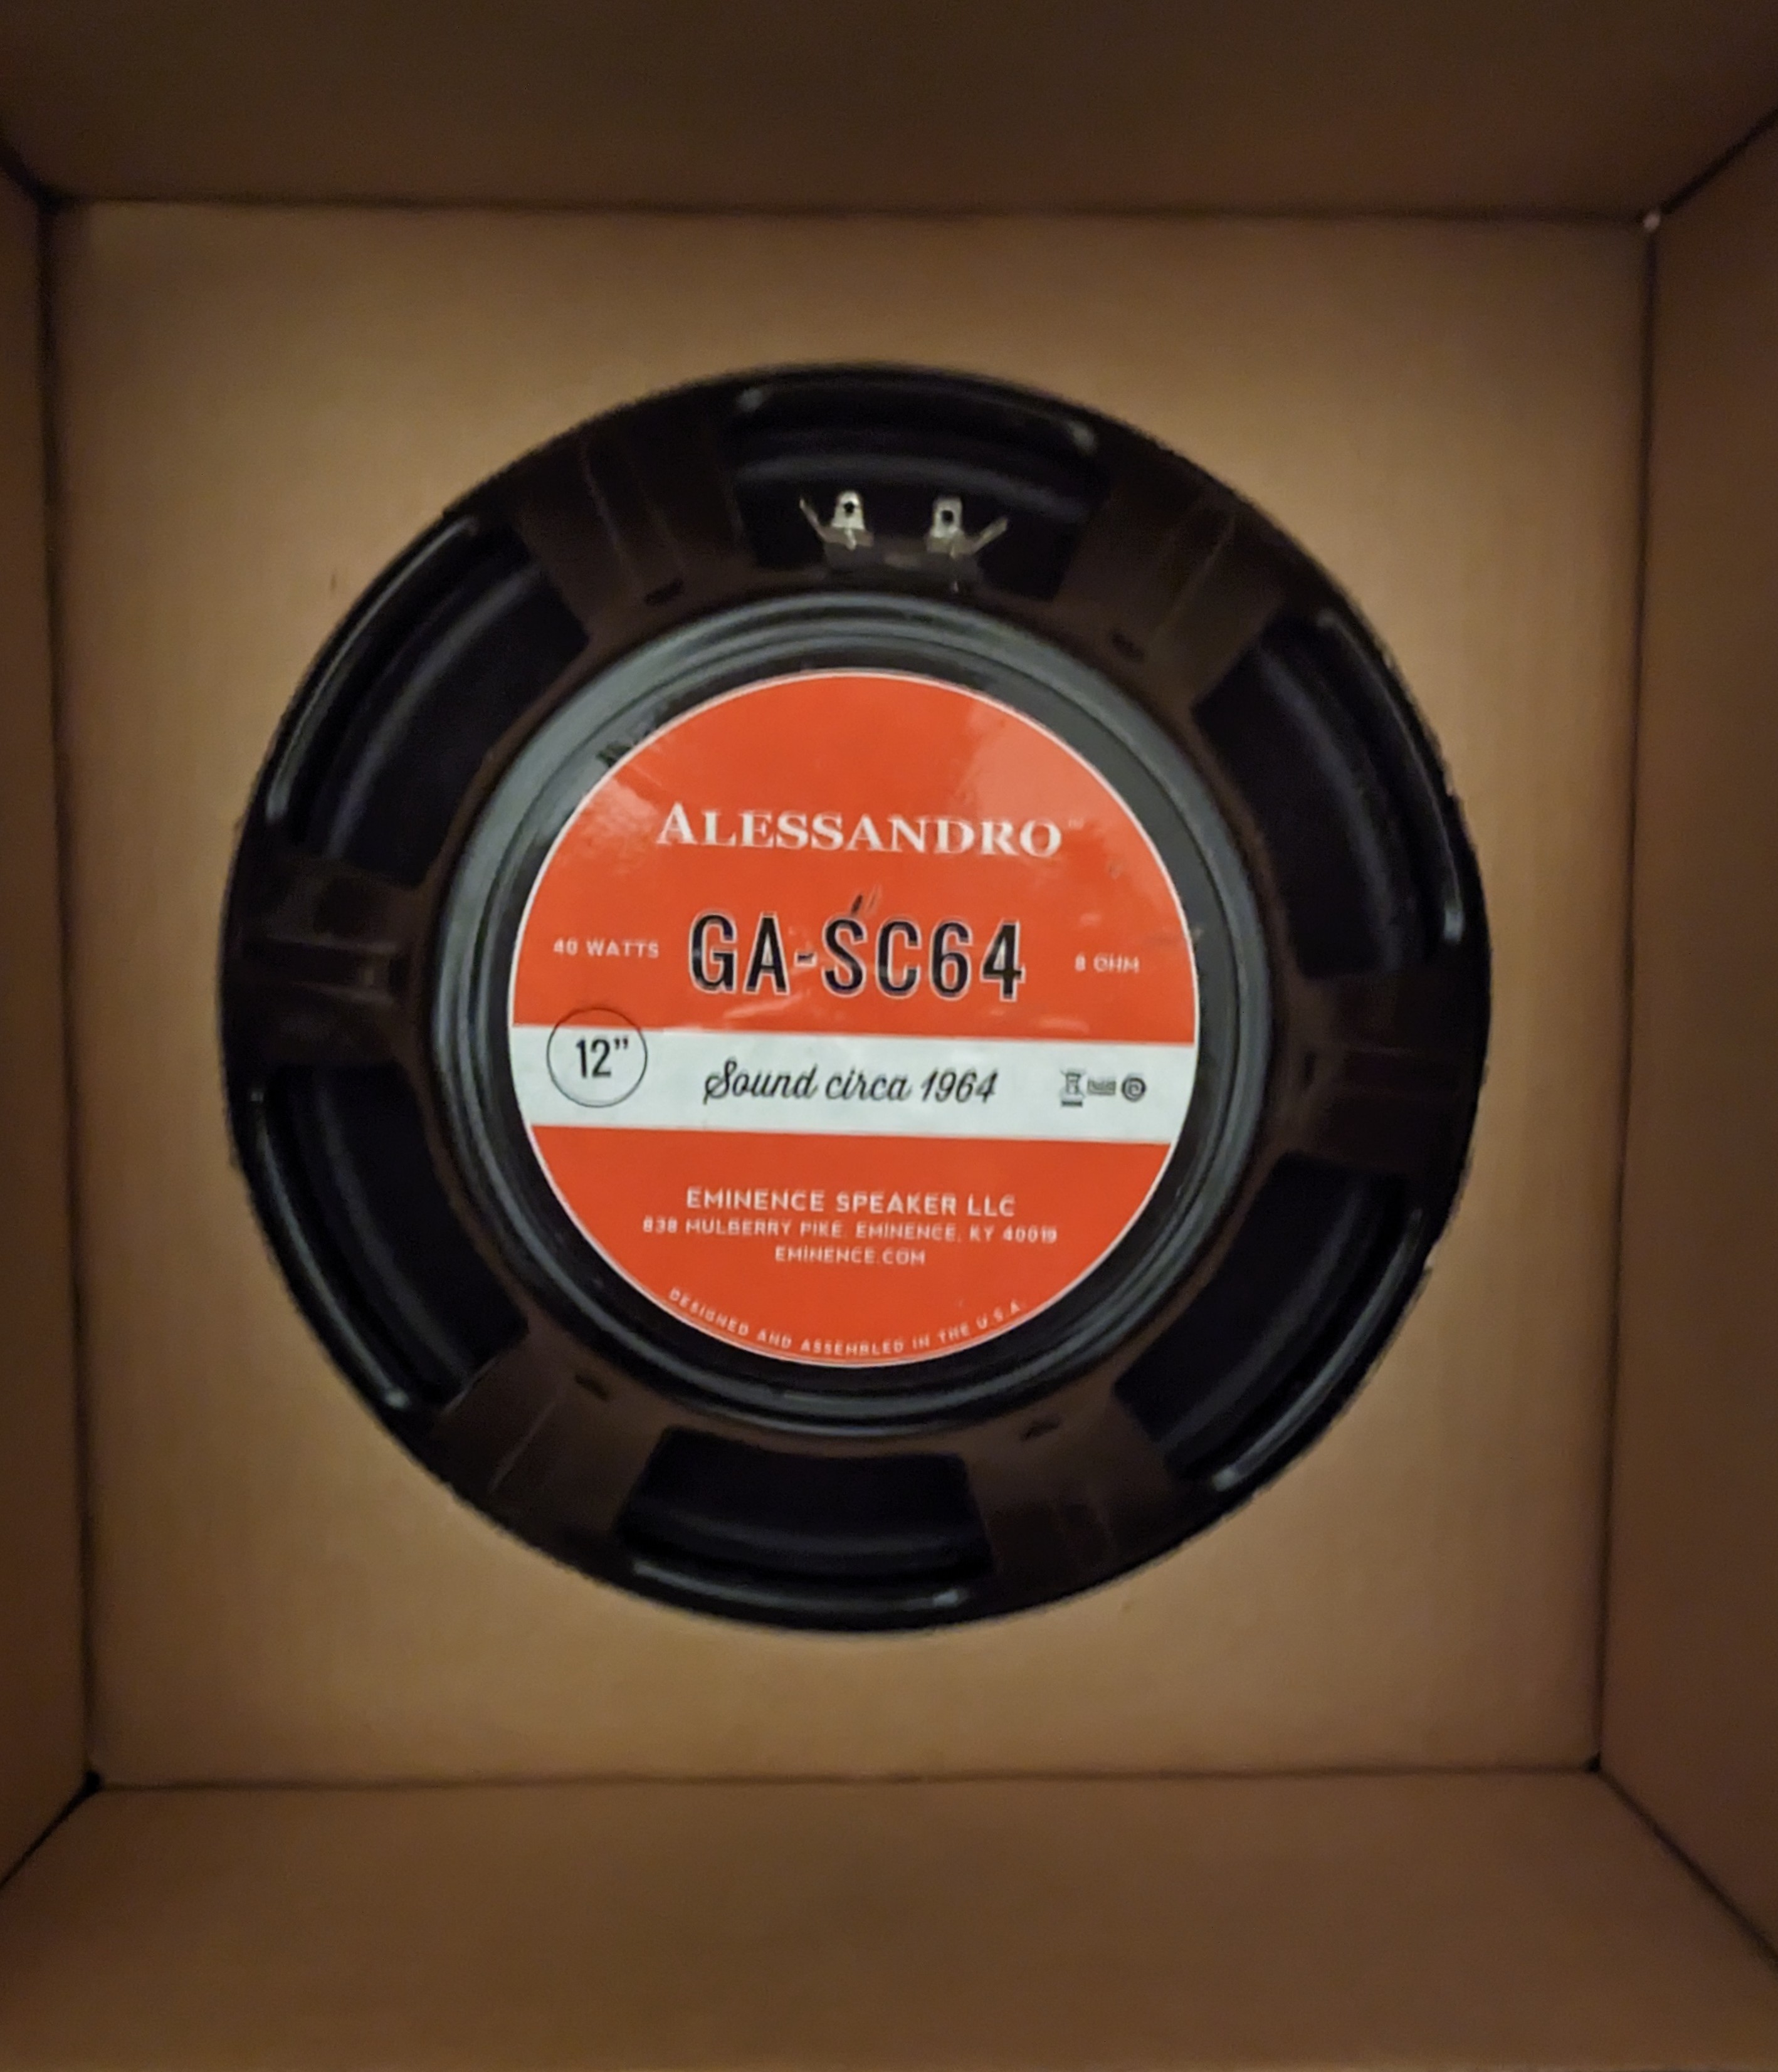 ALESSANDRO™
40 WATTS GA-SC64 8 OHM
12" Sound circa 1964
EMINENCE SPEAKER LLC
838 MULBERRY PIKE, EMINENCE, KY 40019
EMINENCE.COM
DESIGNED AND ASSEMBLED IN THE U.S.A.